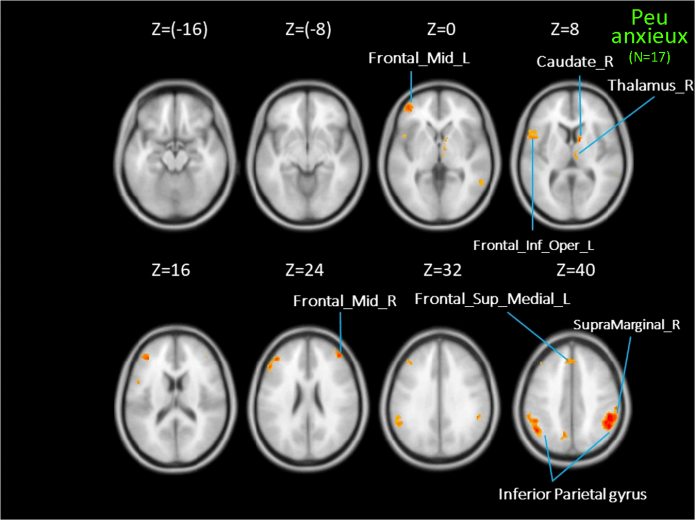 Z=(-16)
Z=(-8)
Z=0
Z=8
Peu
anxieux
(N=17)
Frontal_Mid_L
Caudate_R
Thalamus_R
Frontal_Inf_Oper_L
Z=16
Z=24
Z=32
Z=40
Frontal_Mid_R
Frontal_Sup_Medial_L
SupraMarginal_R
Inferior Parietal gyrus